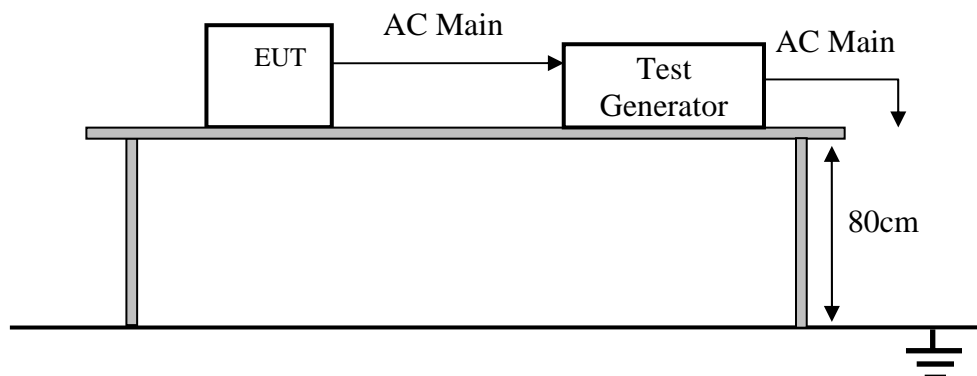 AC Main
EUT
AC Main
Test
Generator
80cm